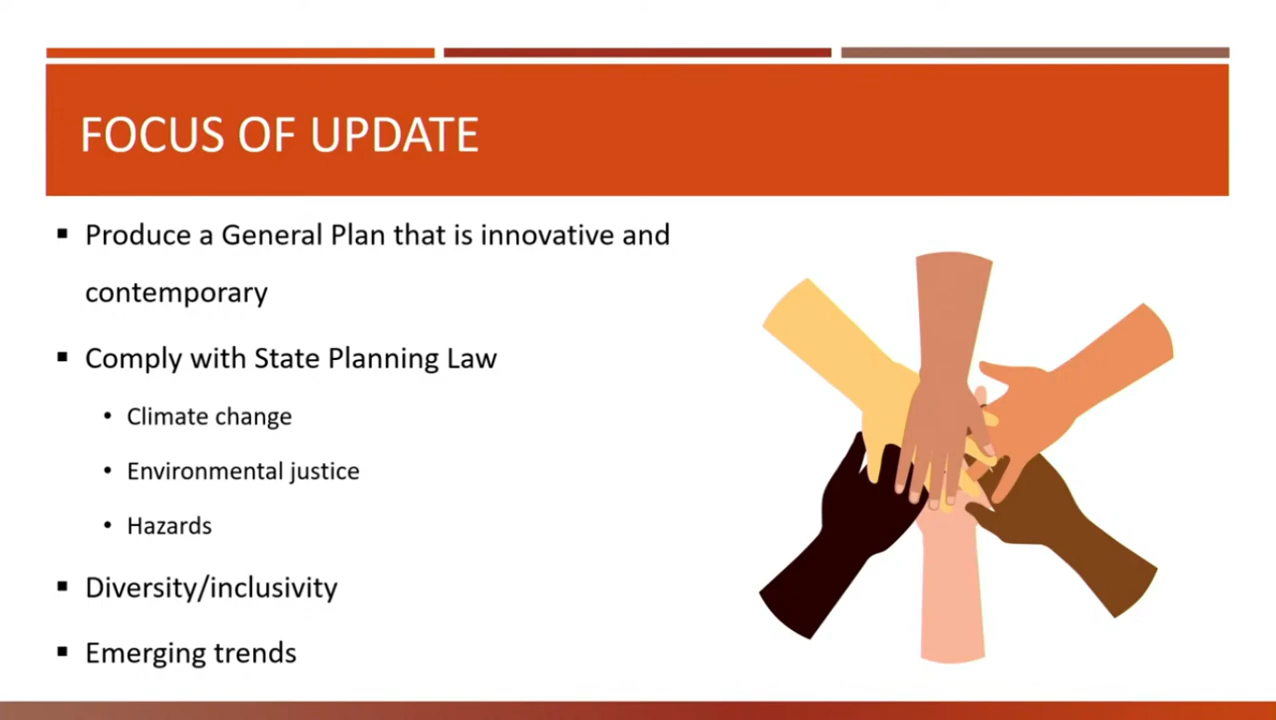 FOCUS OF UPDATE
▪ Produce a General Plan that is innovative and
contemporary
▪ Comply with State Planning Law
• Climate change
• Environmental justice
• Hazards
▪ Diversity/inclusivity
▪ Emerging trends